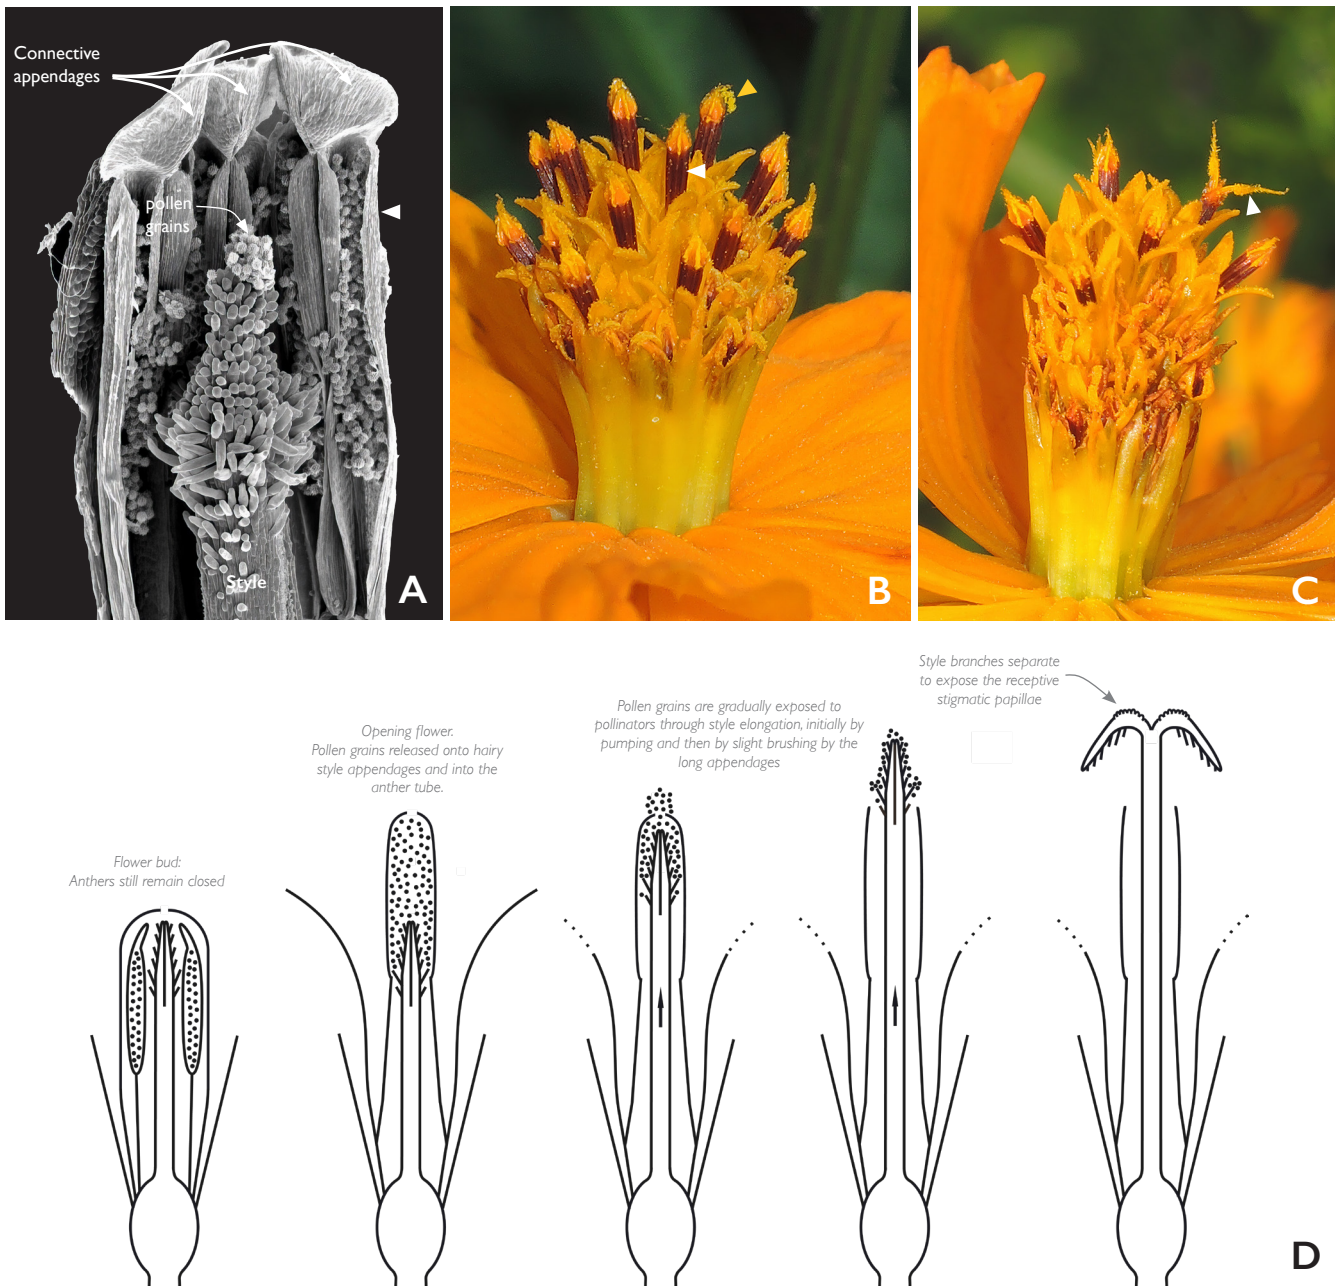 Connective
appendages
pollen
grains
Style
A
B
C
Style branches separate
to expose the receptive
stigmatic papillae
Pollen grains are gradually exposed to
pollinators through style elongation, initially by
pumping and then by slight brushing by the
long appendages
Opening flower.
Pollen grains released onto hairy
style appendages and into the
anther tube.
Flower bud:
Anthers still remain closed
D